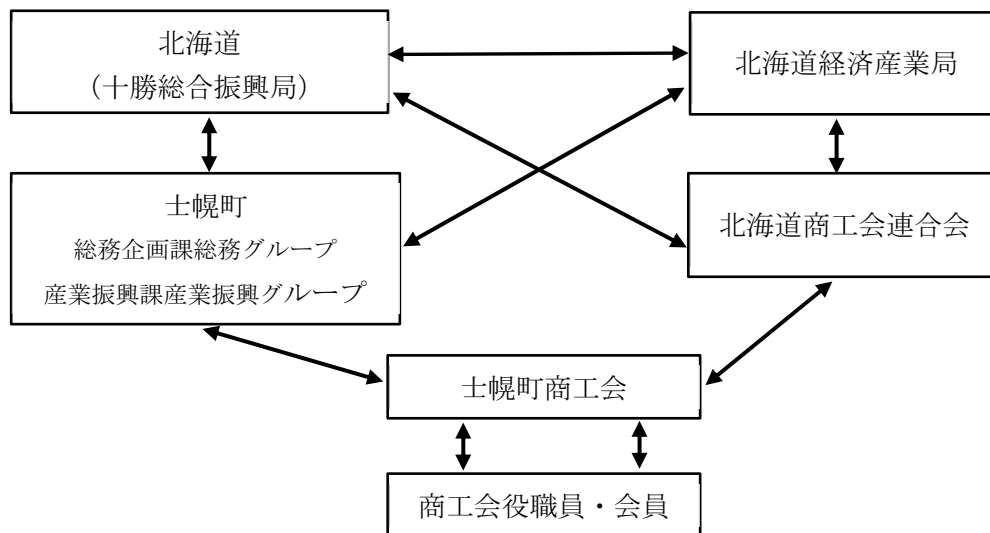 北海道
（十勝総合振興局）
北海道経済産業局
士幌町
総務企画課総務グループ
産業振興課産業振興グループ
北海道商工会連合会
士幌町商工会
商工会役職員・会員